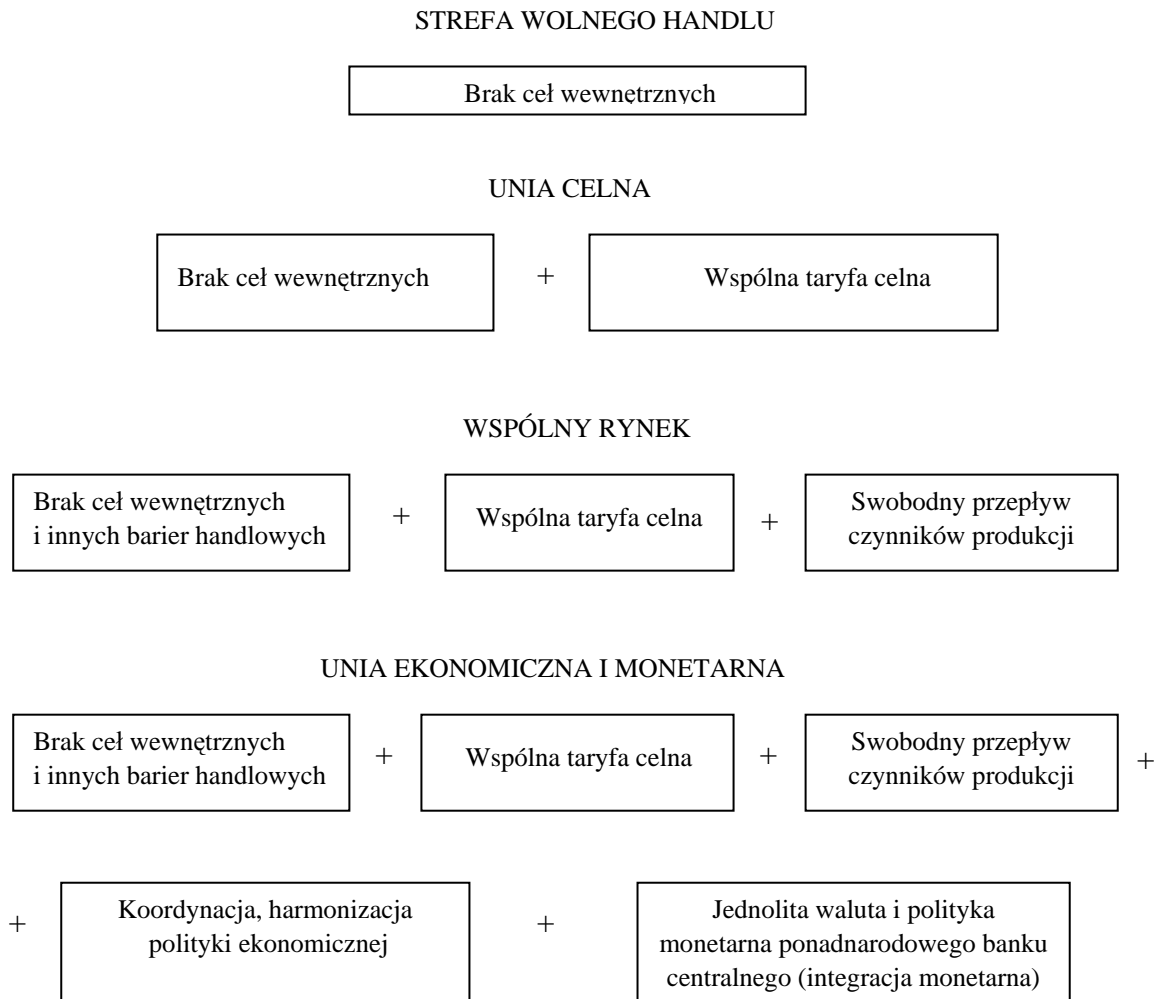 STREFA WOLNEGO HANDLU
Brak ceł wewnętrznych
UNIA CELNA
Brak ceł wewnętrznych + Wspólna taryfa celna
WSPÓLNY RYNEK
Brak ceł wewnętrznych
i innych barier handlowych
+
Wspólna taryfa celna
+
Swobodny przepływ
czynników produkcji
UNIA EKONOMICZNA I MONETARNA
Brak ceł wewnętrznych
i innych barier handlowych
+
Wspólna taryfa celna
+
Swobodny przepływ
czynników produkcji
+
+
Koordynacja, harmonizacja
polityki ekonomicznej
+
Jednolita waluta i polityka
monetarna ponadnarodowego banku
centralnego (integracja monetarna)